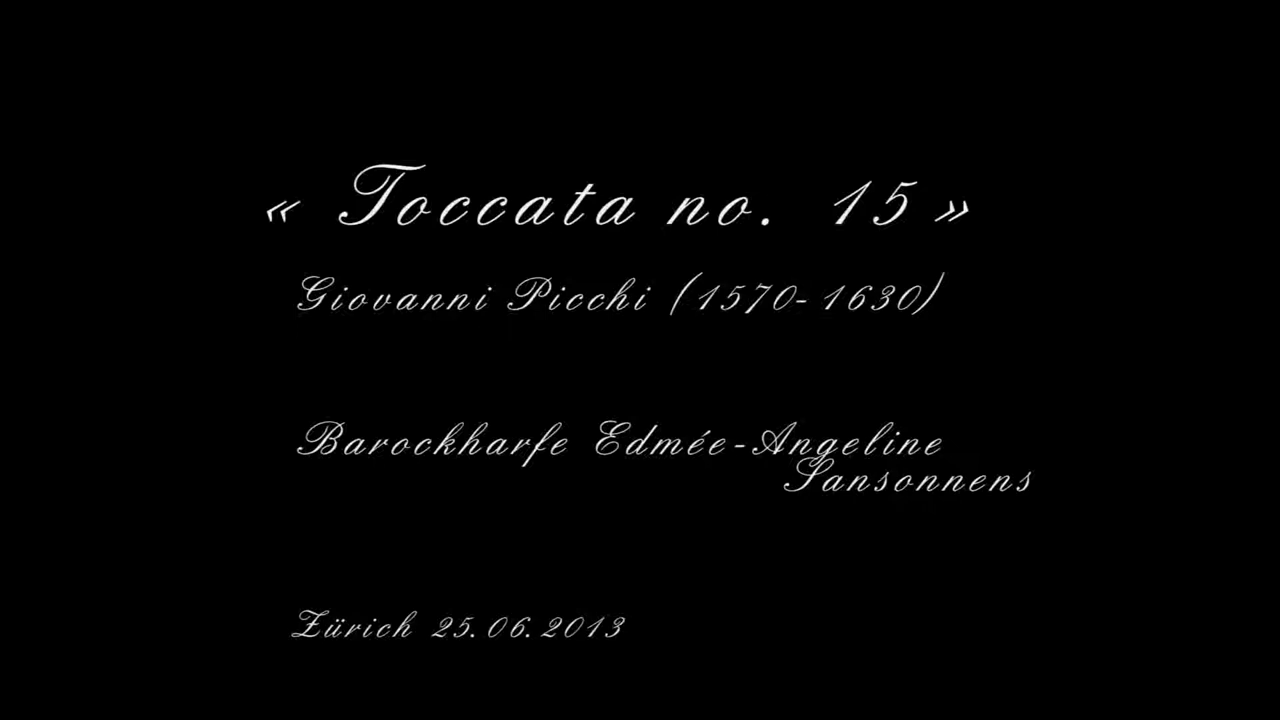 « Toccata no. 15 »
Giovanni Picchi (1570-1630)
Barockharfe Edmée-Angeline
Sansonnens
Zürich 25.06.2013